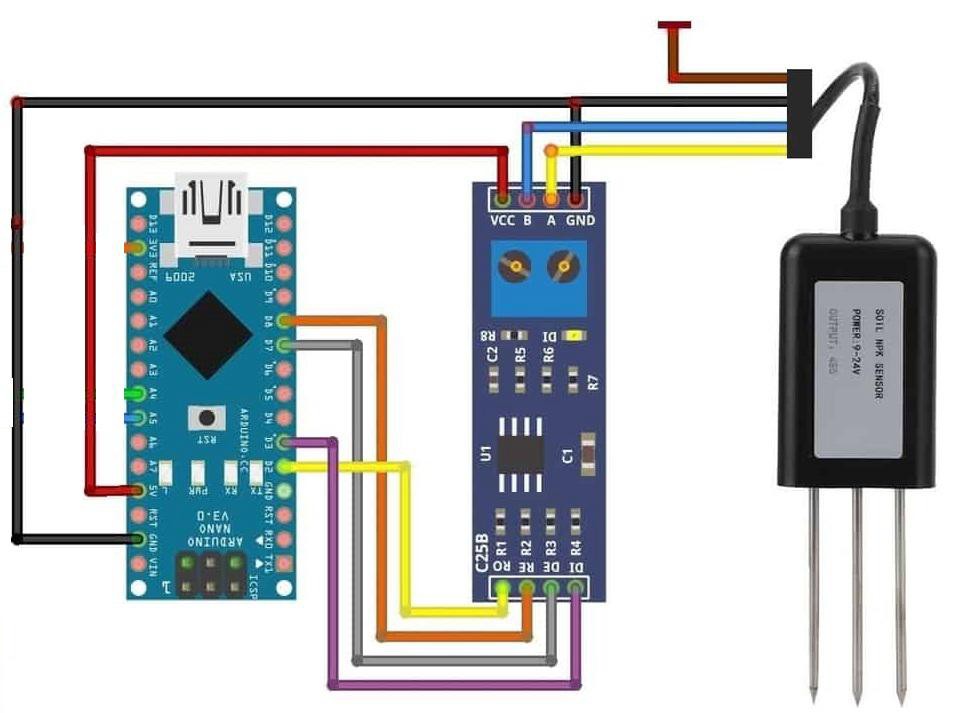 D13
3V3
REF
A0
A1
A2
A3
A4
A5
A6
A7
5V
RST
GND
VIN
D12
D11
D10
D9
D8
D7
D6
D5
D4
D3
D2
GND
RST
RX0
TX1
2009
USA
RST
ARDUINO.CC
L
PWR
RX
TX
ARDUINO
NANO
V3.0
ICSP
1
VCC B A GND
R8
D1
C2
R5
R6
R7
U1
C1
C25B
R1
R2
R3
R4
RO
RE
DE
DI
SOIL NPK SENSOR
POWER:9-24V
OUTPUT: 485